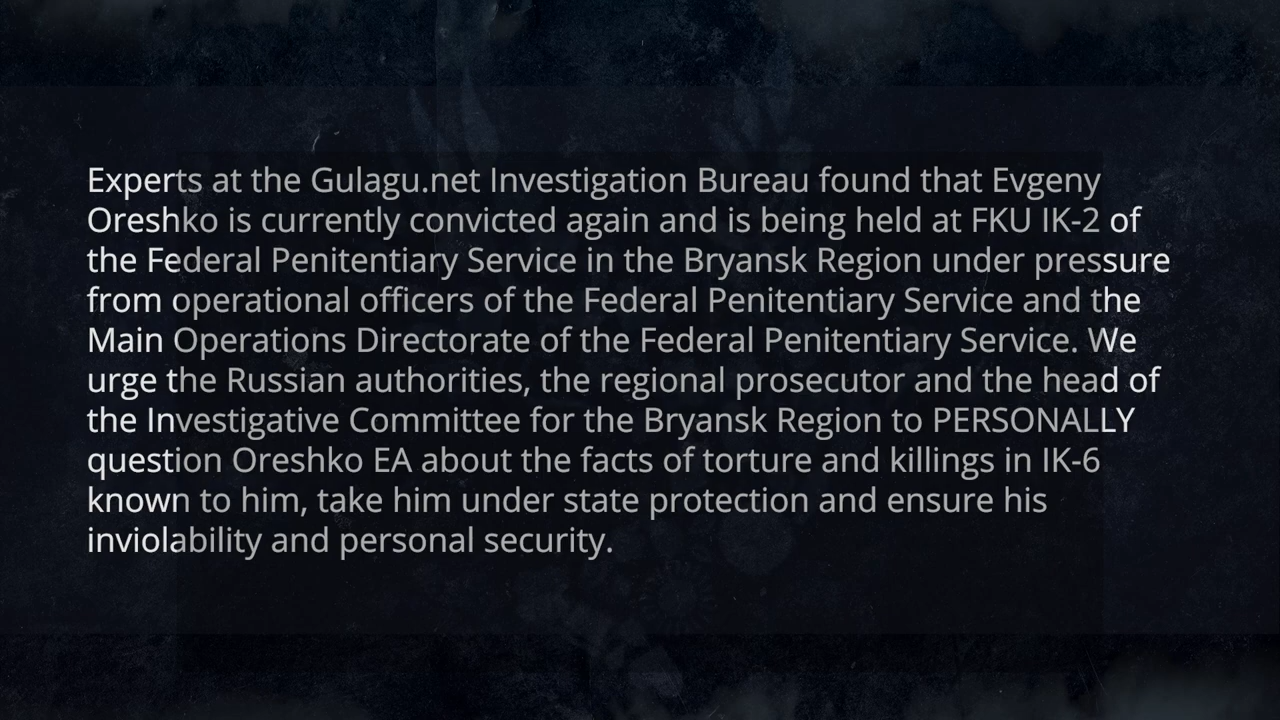 Experts at the Gulagu.net Investigation Bureau found that Evgeny
Oreshko is currently convicted again and is being held at FKU IK-2 of
the Federal Penitentiary Service in the Bryansk Region under pressure
from operational officers of the Federal Penitentiary Service and the
Main Operations Directorate of the Federal Penitentiary Service. We
urge the Russian authorities, the regional prosecutor and the head of
the Investigative Committee for the Bryansk Region to PERSONALLY
question Oreshko EA about the facts of torture and killings in IK-6
known to him, take him under state protection and ensure his
inviolability and personal security.